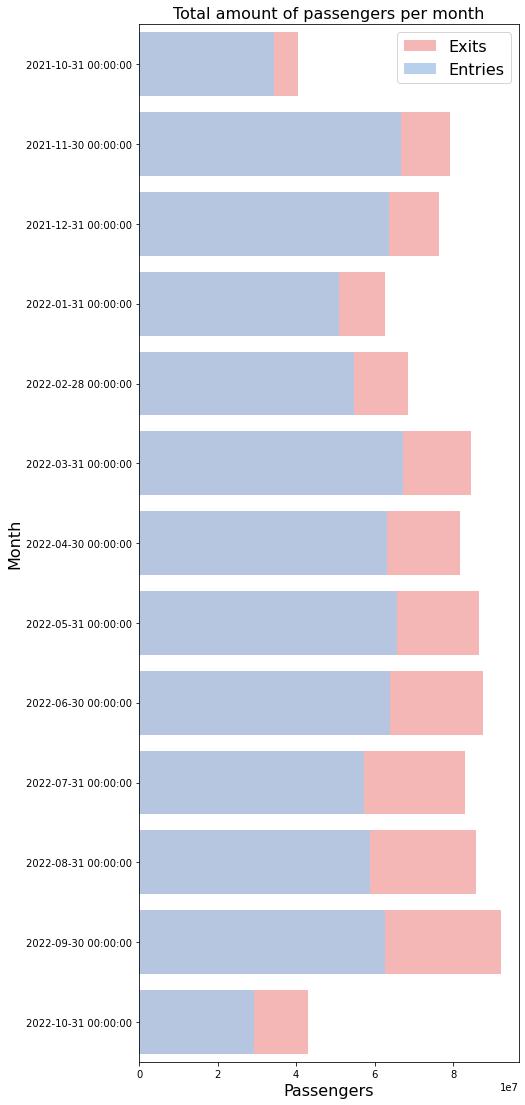 Total amount of passengers per month
Exits
Entries
2021-10-31 00:00:00
2021-11-30 00:00:00
2021-12-31 00:00:00
2022-01-31 00:00:00
2022-02-28 00:00:00
2022-03-31 00:00:00
2022-04-30 00:00:00
2022-05-31 00:00:00
2022-06-30 00:00:00
2022-07-31 00:00:00
2022-08-31 00:00:00
2022-09-30 00:00:00
2022-10-31 00:00:00
Month
0 2 4 6 8
1e7
Passengers